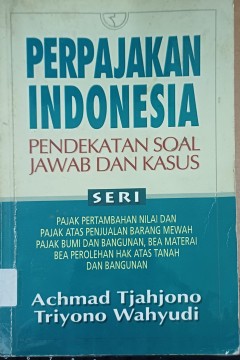 PERPAJAKAN
INDONESIA
PENDEKATAN SOAL
JAWAB DAN KASUS
SERI
PAJAK PERTAMBAHAN NILAI DAN
PAJAK ATAS PENJUALAN BARANG MEWAH
PAJAK BUMI DAN BANGUNAN, BEA MATERAI
BEA PEROLEHAN HAK ATAS TANAH
DAN BANGUNAN
Achmad Tjahjono
Triyono Wahyudi